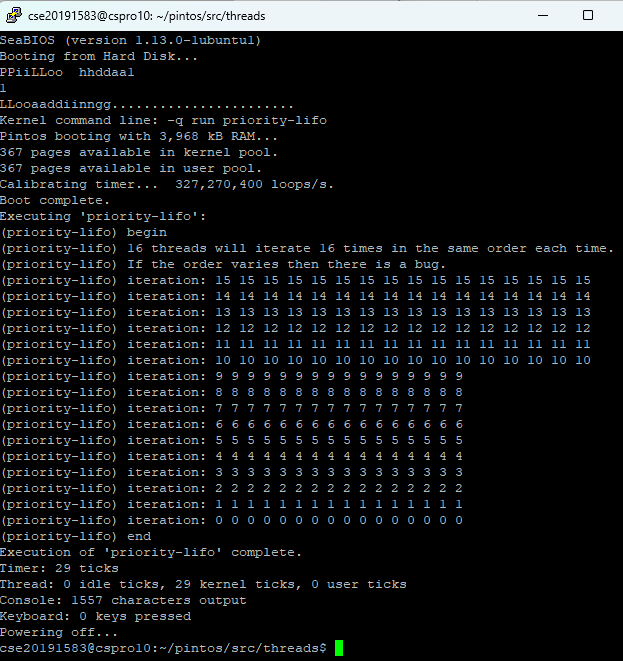 cse20191583@cspro10: ~/pintos/src/threads
SeaBIOS (version 1.13.0-1ubuntu1)
Booting from Hard Disk...
PPiiLLoo  hhddaa1
1
LLooaaddiinngg.......................
Kernel command line: -q run priority-lifo
Pintos booting with 3,968 kB RAM...
367 pages available in kernel pool.
367 pages available in user pool.
Calibrating timer...  327,270,400 loops/s.
Boot complete.
Executing 'priority-lifo':
(priority-lifo) begin
(priority-lifo) 16 threads will iterate 16 times in the same order each time.
(priority-lifo) If the order varies then there is a bug.
(priority-lifo) iteration: 15 15 15 15 15 15 15 15 15 15 15 15 15 15 15 15
(priority-lifo) iteration: 14 14 14 14 14 14 14 14 14 14 14 14 14 14 14 14
(priority-lifo) iteration: 13 13 13 13 13 13 13 13 13 13 13 13 13 13 13 13
(priority-lifo) iteration: 12 12 12 12 12 12 12 12 12 12 12 12 12 12 12 12
(priority-lifo) iteration: 11 11 11 11 11 11 11 11 11 11 11 11 11 11 11 11
(priority-lifo) iteration: 10 10 10 10 10 10 10 10 10 10 10 10 10 10 10 10
(priority-lifo) iteration: 9 9 9 9 9 9 9 9 9 9 9 9 9 9 9 9
(priority-lifo) iteration: 8 8 8 8 8 8 8 8 8 8 8 8 8 8 8 8
(priority-lifo) iteration: 7 7 7 7 7 7 7 7 7 7 7 7 7 7 7 7
(priority-lifo) iteration: 6 6 6 6 6 6 6 6 6 6 6 6 6 6 6 6
(priority-lifo) iteration: 5 5 5 5 5 5 5 5 5 5 5 5 5 5 5 5
(priority-lifo) iteration: 4 4 4 4 4 4 4 4 4 4 4 4 4 4 4 4
(priority-lifo) iteration: 3 3 3 3 3 3 3 3 3 3 3 3 3 3 3 3
(priority-lifo) iteration: 2 2 2 2 2 2 2 2 2 2 2 2 2 2 2 2
(priority-lifo) iteration: 1 1 1 1 1 1 1 1 1 1 1 1 1 1 1 1
(priority-lifo) iteration: 0 0 0 0 0 0 0 0 0 0 0 0 0 0 0 0
(priority-lifo) end
Execution of 'priority-lifo' complete.
Timer: 29 ticks
Thread: 0 idle ticks, 29 kernel ticks, 0 user ticks
Console: 1557 characters output
Keyboard: 0 keys pressed
Powering off...
cse20191583@cspro10:~/pintos/src/threads$